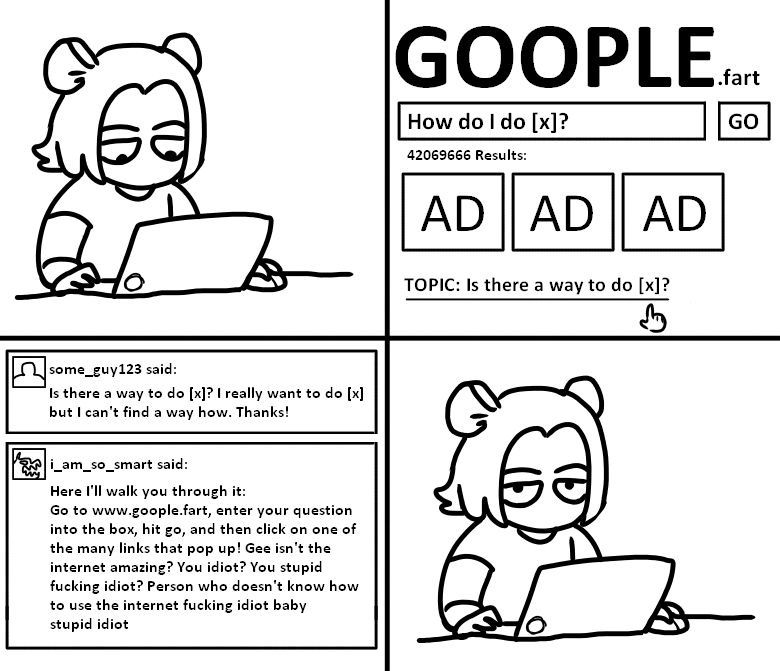 GOOPLE.fart
How do I do [x]?
GO
42069666 Results:
AD
AD
AD
TOPIC: Is there a way to do [x]?
some_guy123 said:
Is there a way to do [x]? I really want to do [x]
but I can't find a way how. Thanks!
i_am_so_smart said:
Here I'll walk you through it:
Go to www.goople.fart, enter your question
into the box, hit go, and then click on one of
the many links that pop up! Gee isn't the
internet amazing? You idiot? You stupid
fucking idiot? Person who doesn't know how
to use the internet fucking idiot baby
stupid idiot